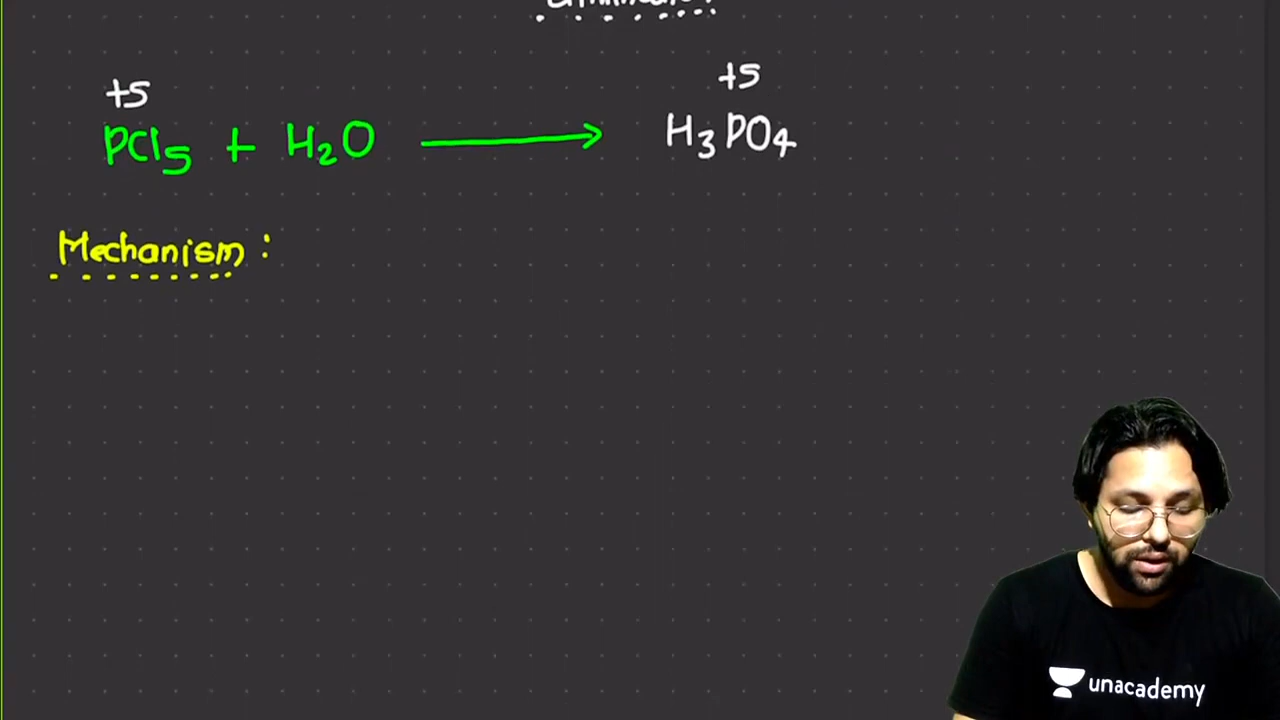 +5
+5
PCl5 + H2O ⟶ H3PO4
Mechanism :
unacademy